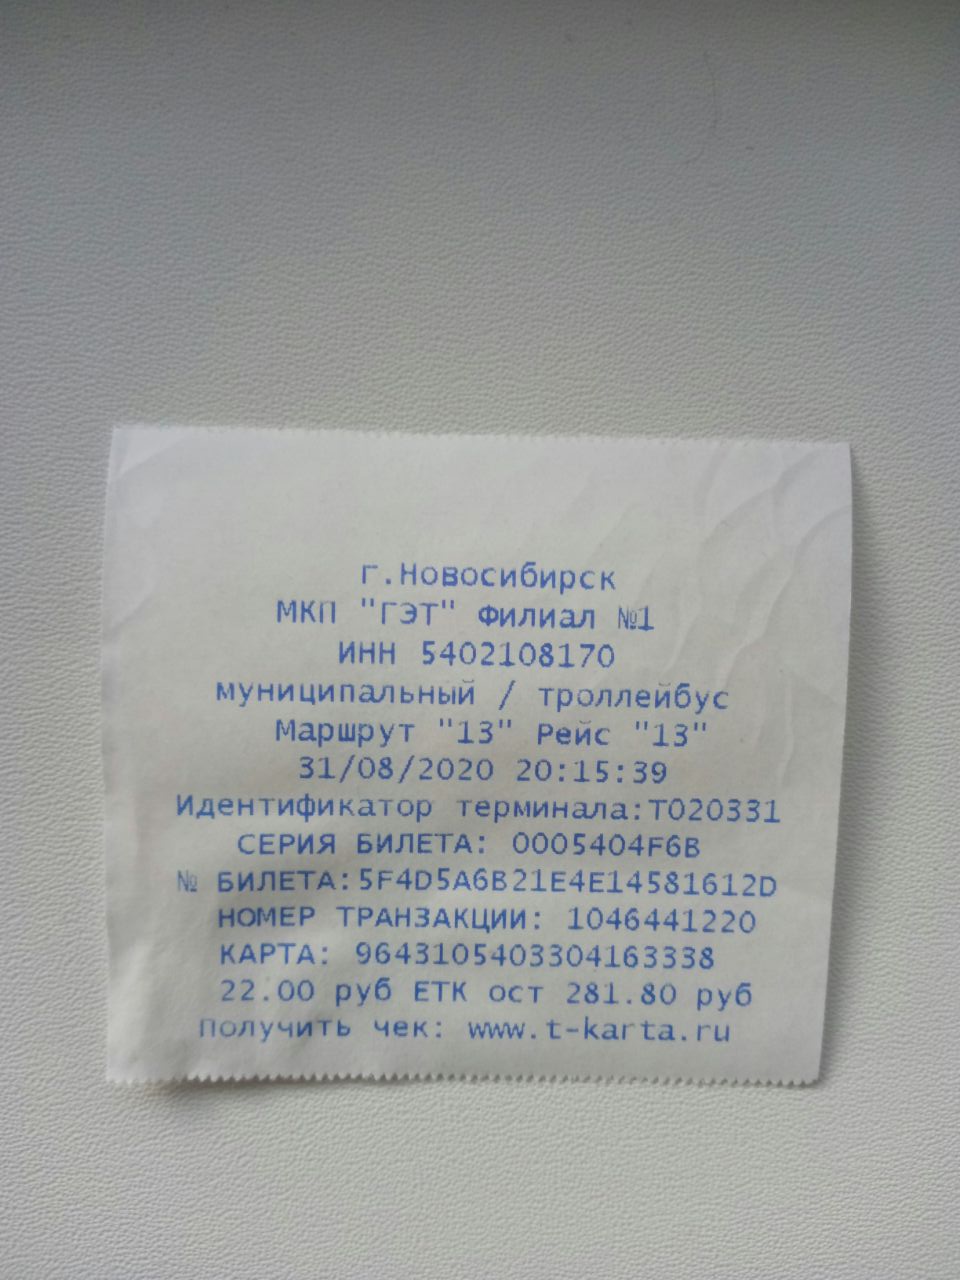 г.Новосибирск
МКП "ГЭТ" Филиал №1
ИНН 5402108170
муниципальный / троллейбус
Маршрут "13" Рейс "13"
31/08/2020 20:15:39
Идентификатор терминала:Т020331
СЕРИЯ БИЛЕТА: 0005404F6B
№ БИЛЕТА:5F4D5A6B21E4E14581612D
НОМЕР ТРАНЗАКЦИИ: 1046441220
КАРТА: 96431054033304163338
22.00 руб ЕТК ост 281.80 руб
Получить чек: www.t-karta.ru